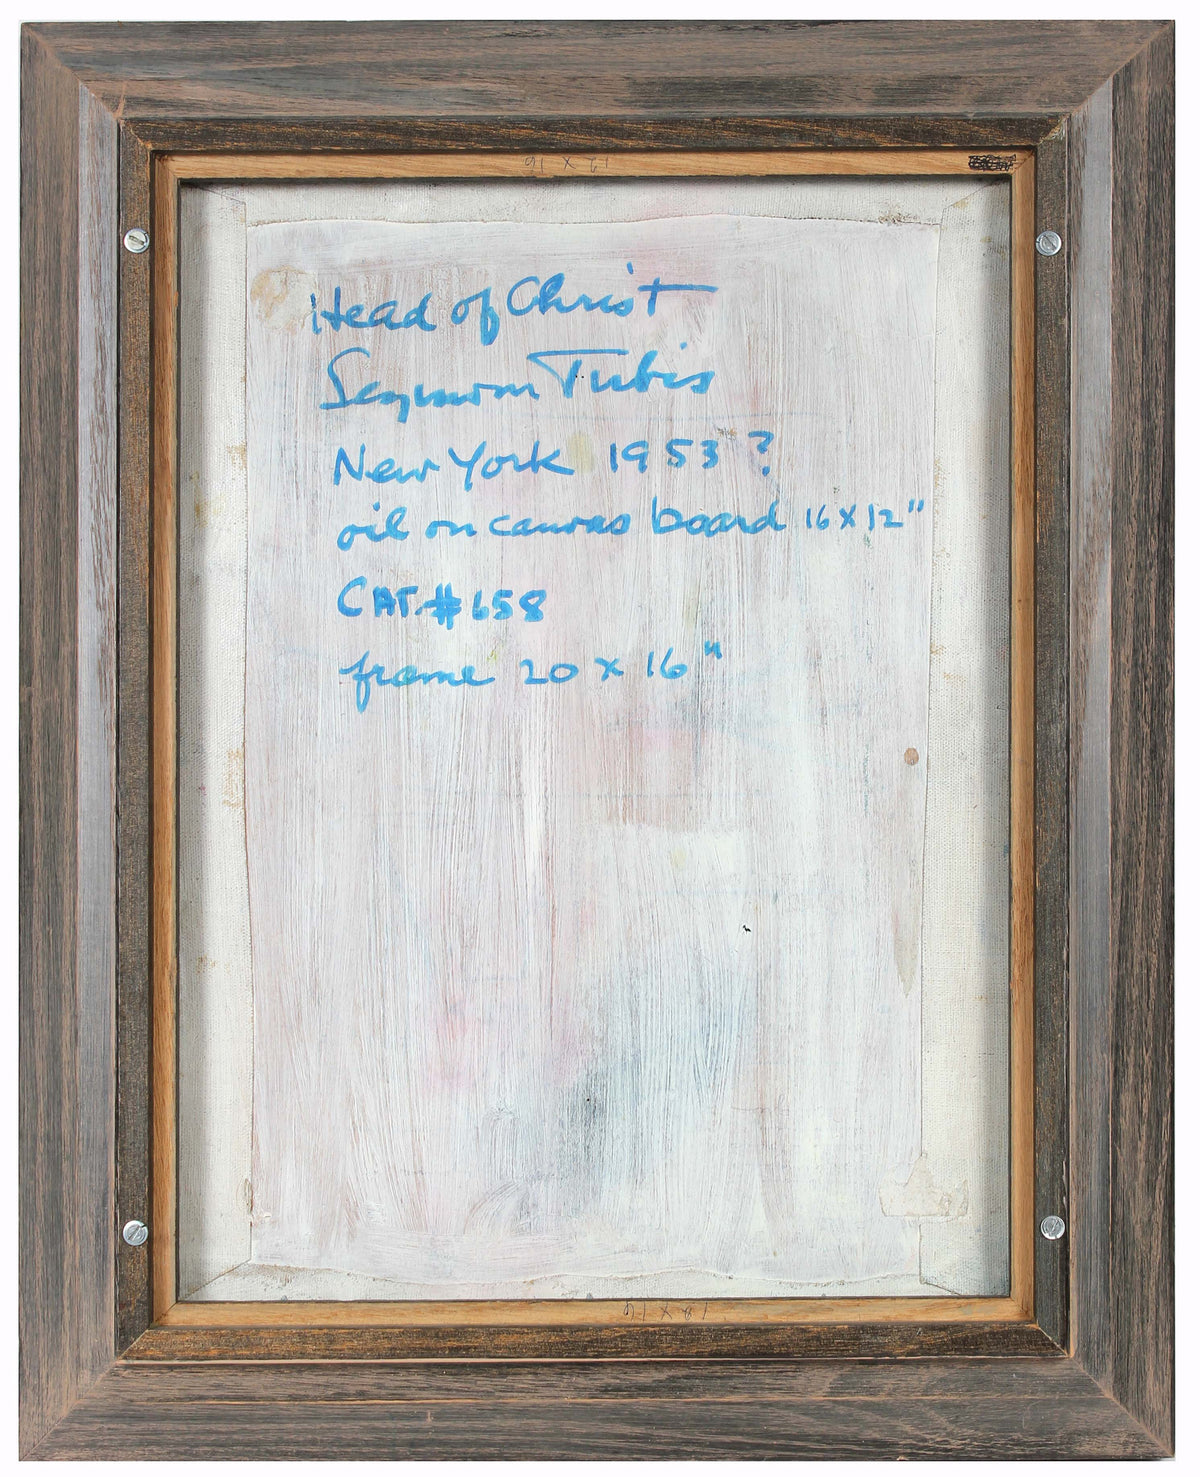 Head of Christ
Seymour Tubis
New York 1953 ?
oil on canvas board 16 x 12"
CAT. #658
frame 20 x 16"